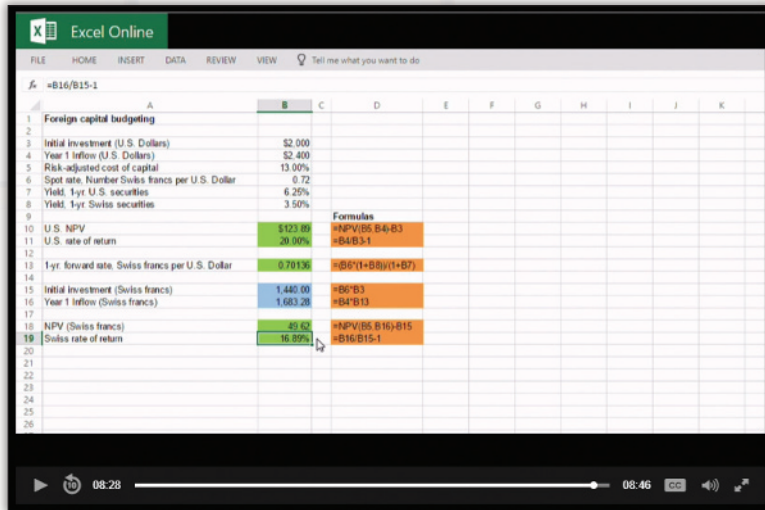 Excel Online
FILE HOME INSERT DATA REVIEW VIEW Tell me what you want to do
fx =B16/B15-1
A B C D E F G H I J K
1 Foreign capital budgeting
2
3 Initial investment (U.S. Dollars) $2,000
4 Year 1 Inflow (U.S. Dollars) $2,400
5 Risk-adjusted cost of capital 13.00%
6 Spot rate, Number Swiss francs per U.S. Dollar 0.72
7 Yield, 1-yr. U.S. securities 6.25%
8 Yield, 1-yr. Swiss securities 3.50%
9 Formulas
10 U.S. NPV $123.89 =NPV(B5,B4)-B3
11 U.S. rate of return 20.00% =B4/B3-1
12
13 1-yr. forward rate, Swiss francs per U.S. Dollar 0.70136 =(B6*(1+B8))/(1+B7)
14
15 Initial investment (Swiss francs) 1,440.00 =B6*B3
16 Year 1 Inflow (Swiss francs) 1,683.28 =B4*B13
17
18 NPV (Swiss francs) 49.62 =NPV(B5,B16)-B15
19 Swiss rate of return 16.89% =B16/B15-1
20
21
22
23
24
25
26
10 08:28 08:46 CC